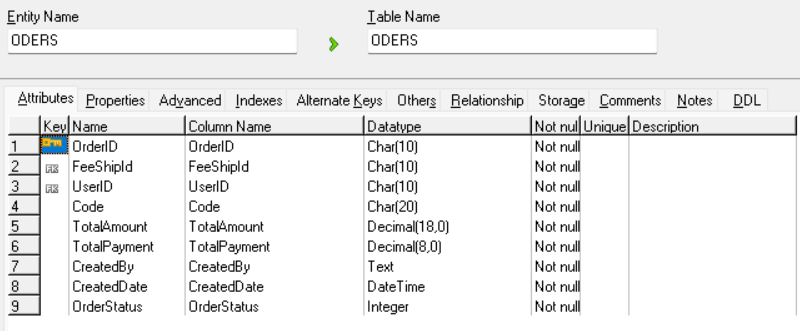 Entity Name Table Name
ODERS ODERS
Attributes Properties Advanced Indexes Alternate Keys Others Relationship Storage Comments Notes DDL
Key Name Column Name Datatype Not nul Unique Description
1 OrderID OrderID Char(10) Not null
2 FK FeeShipId FeeShipId Char(10) Not null
3 FK UserID UserID Char(10) Not null
4 Code Code Char(20) Not null
5 TotalAmount TotalAmount Decimal(18,0) Not null
6 TotalPayment TotalPayment Decimal(8,0) Not null
7 CreatedBy CreatedBy Text Not null
8 CreatedDate CreatedDate DateTime Not null
9 OrderStatus OrderStatus Integer Not null